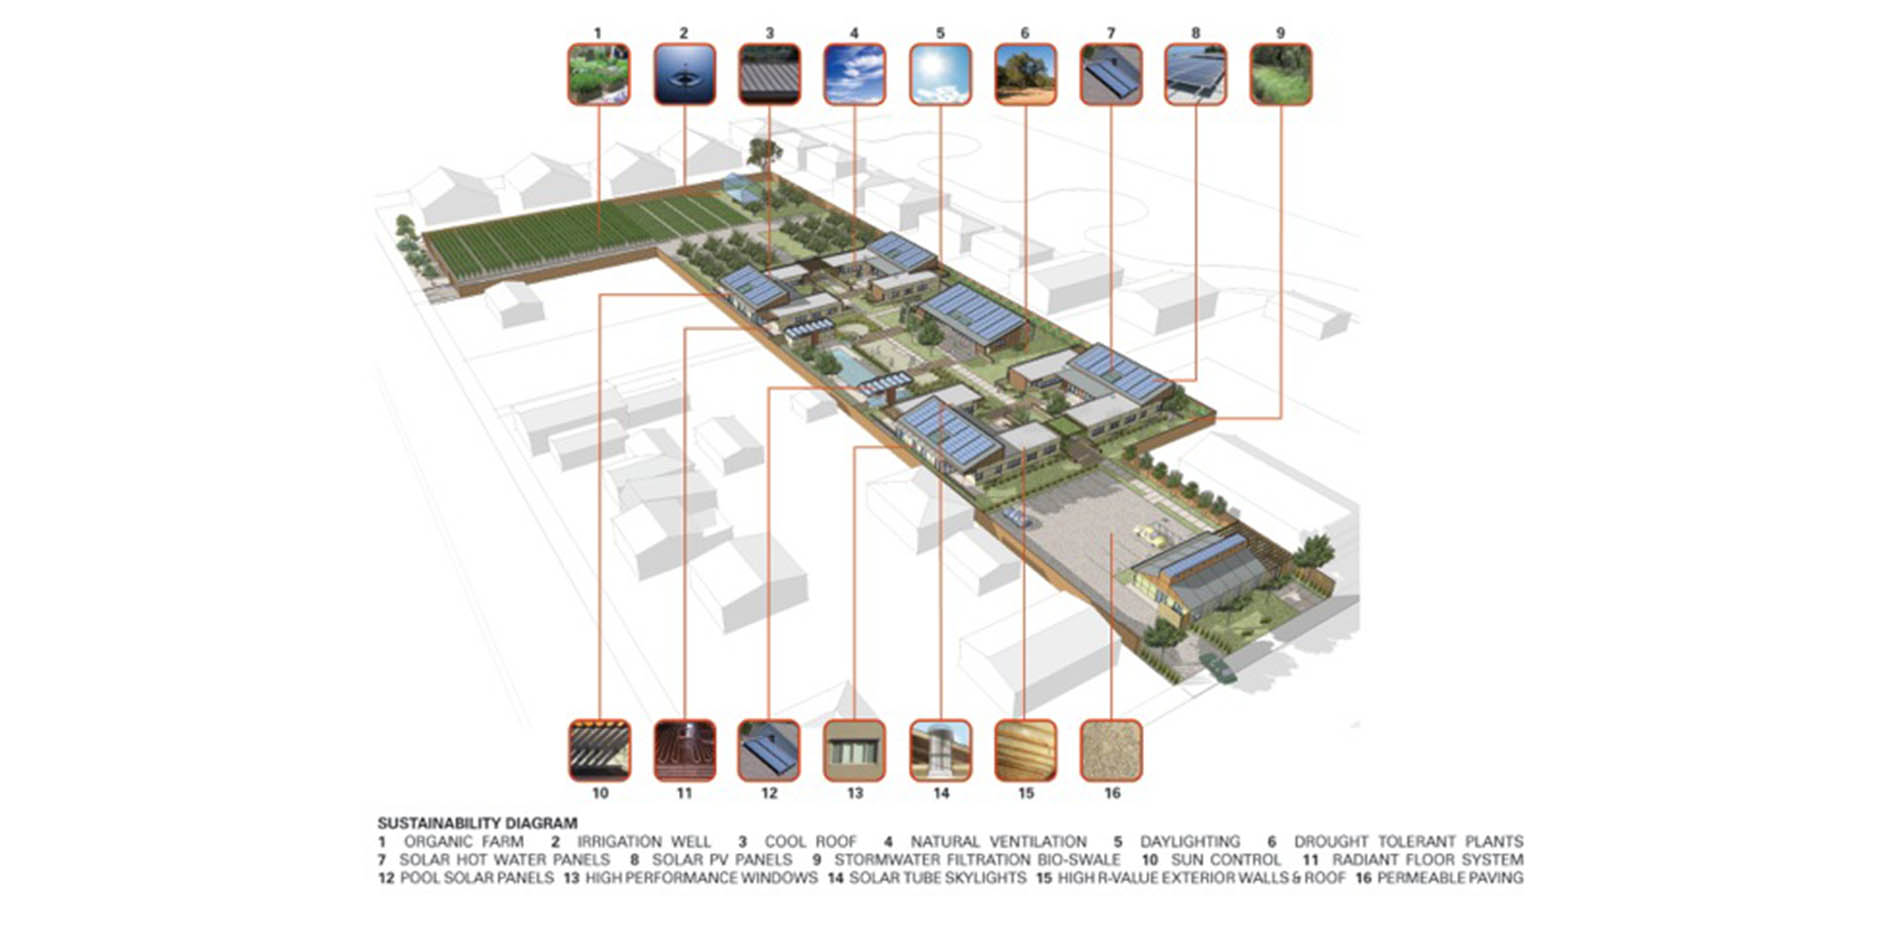 1 2 3 4 5 6 7 8 9
10 11 12 13 14 15 16
SUSTAINABILITY DIAGRAM
1 ORGANIC FARM 2 IRRIGATION WELL 3 COOL ROOF 4 NATURAL VENTILATION 5 DAYLIGHTING 6 DROUGHT TOLERANT PLANTS
7 SOLAR HOT WATER PANELS 8 SOLAR PV PANELS 9 STORMWATER FILTRATION BIO-SWALE 10 SUN CONTROL 11 RADIANT FLOOR SYSTEM
12 POOL SOLAR PANELS 13 HIGH PERFORMANCE WINDOWS 14 SOLAR TUBE SKYLIGHTS 15 HIGH R-VALUE EXTERIOR WALLS & ROOF 16 PERMEABLE PAVING